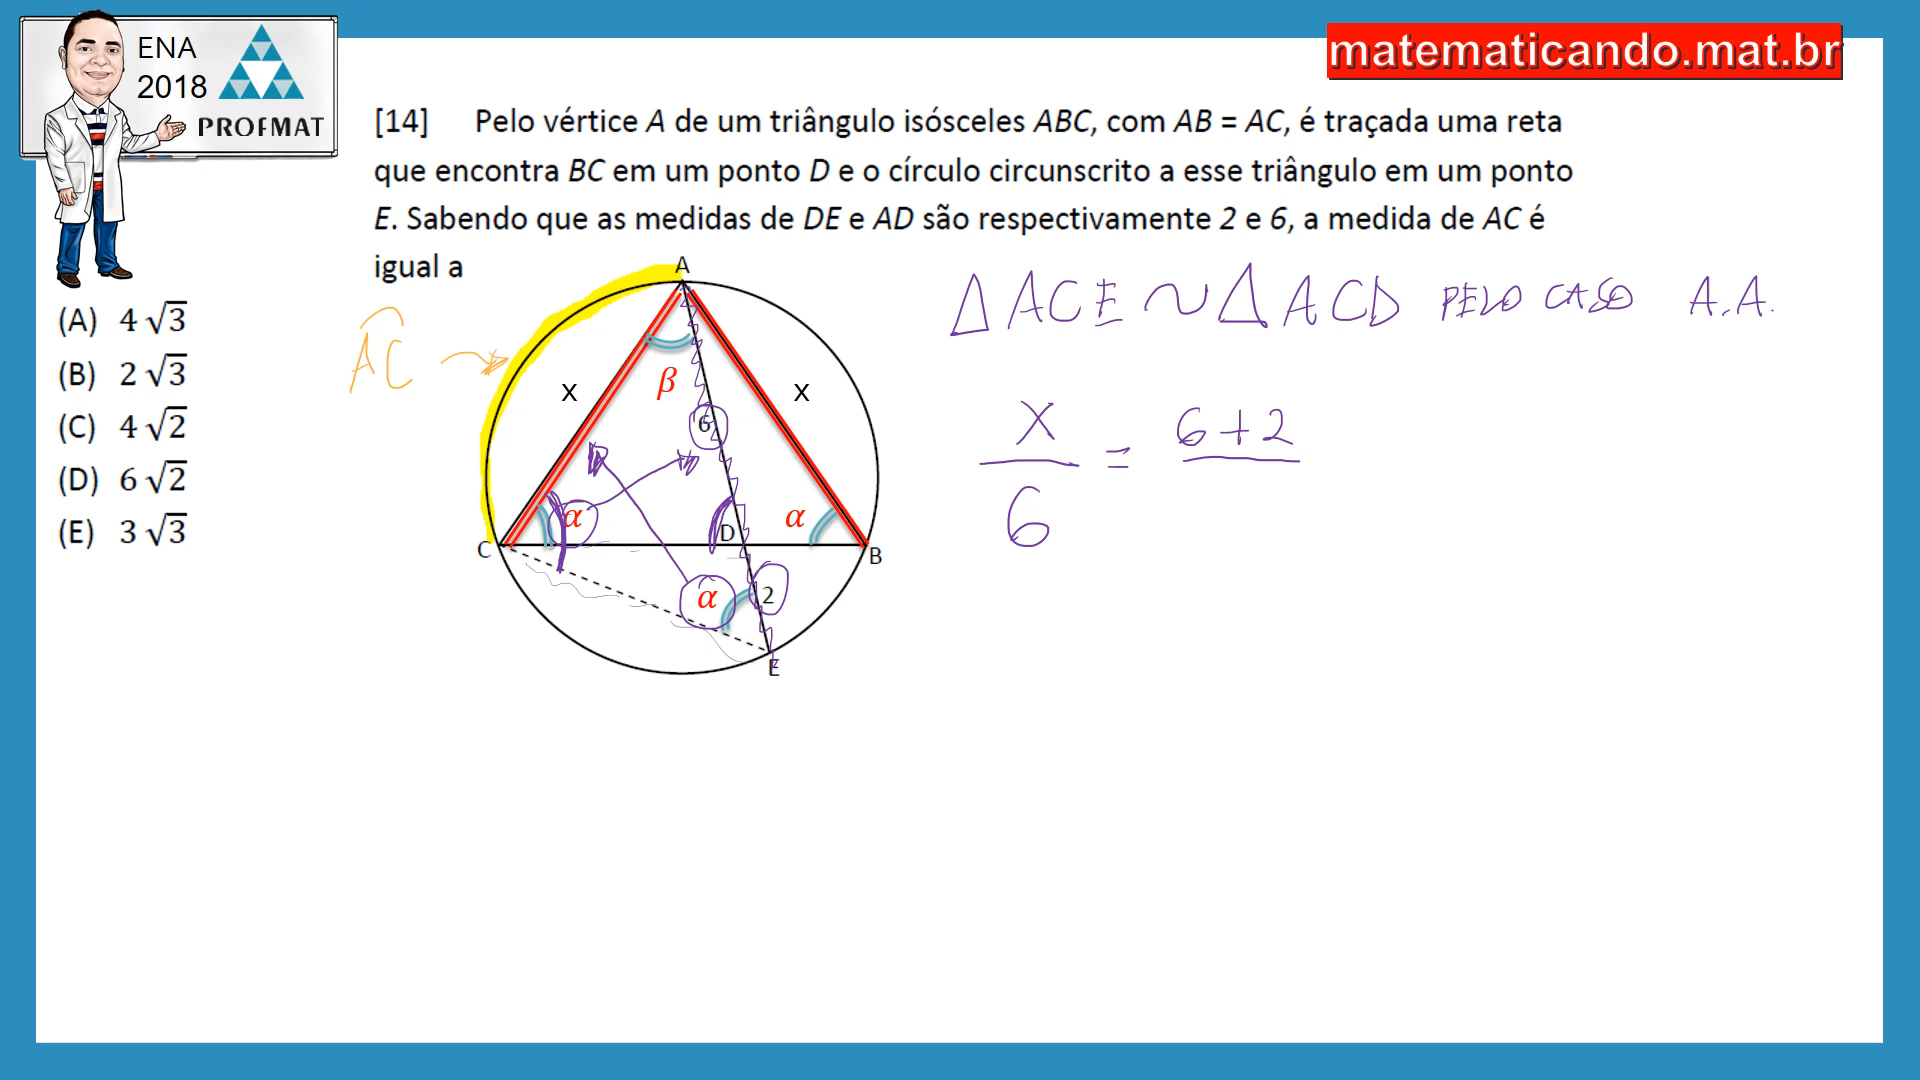 ENA
2018
PROFMAT
matematicando.mat.br
[14] Pelo vértice A de um triângulo isósceles ABC, com AB = AC, é traçada uma reta
que encontra BC em um ponto D e o círculo circunscrito a esse triângulo em um ponto
E. Sabendo que as medidas de DE e AD são respectivamente 2 e 6, a medida de AC é
igual a
(A) 4√3
(B) 2√3
(C) 4√2
(D) 6√2
(E) 3√3
AC
A
x
β
x
6
α
D
α
C
B
α
2
E
Δ ACE ~ Δ ACD PELO CASO A.A.
x/6 = 6+2